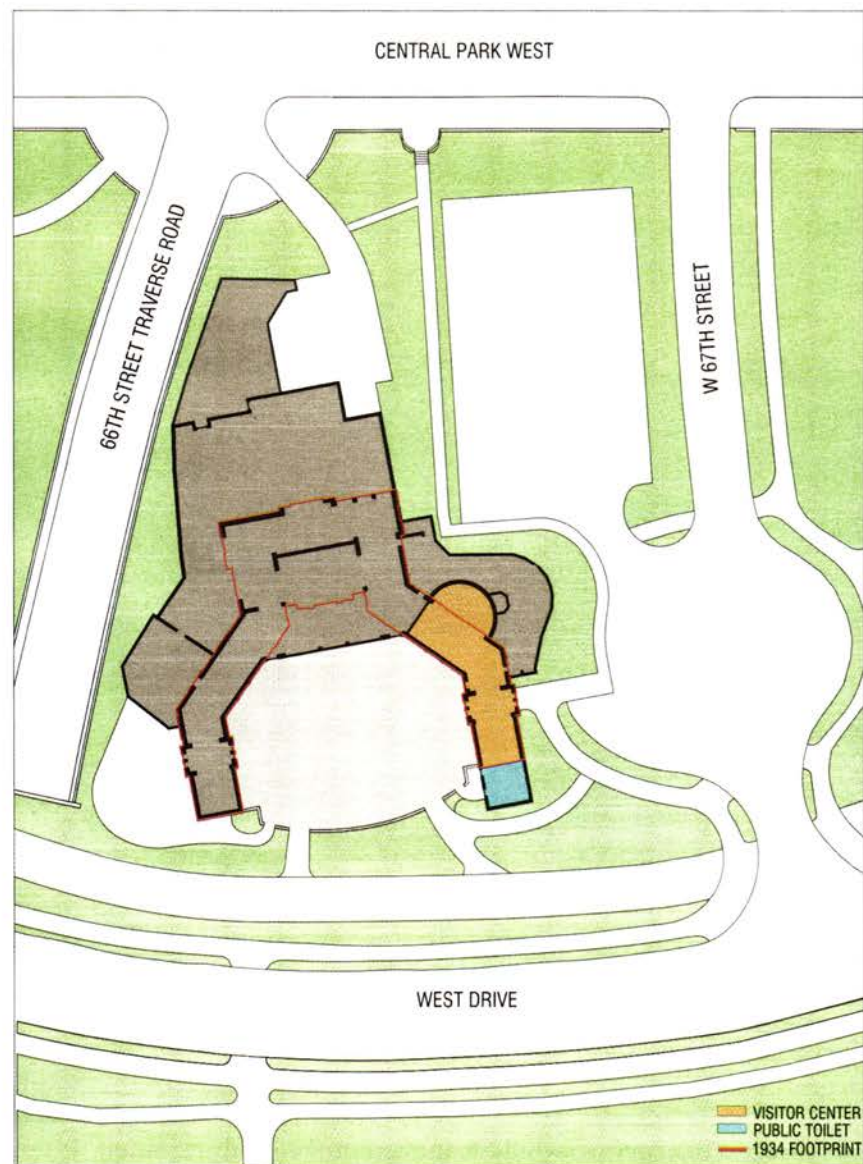 CENTRAL PARK WEST
66TH STREET TRAVERSE ROAD
W 67TH STREET
WEST DRIVE
VISITOR CENTER
PUBLIC TOILET
1934 FOOTPRINT